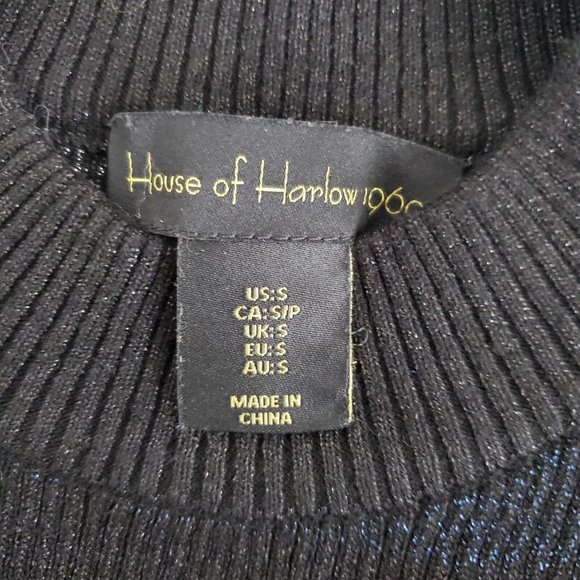 House of Harlow 1960
US:S
CA:S/P
UK:S
EU:S
AU:S
MADE IN
CHINA